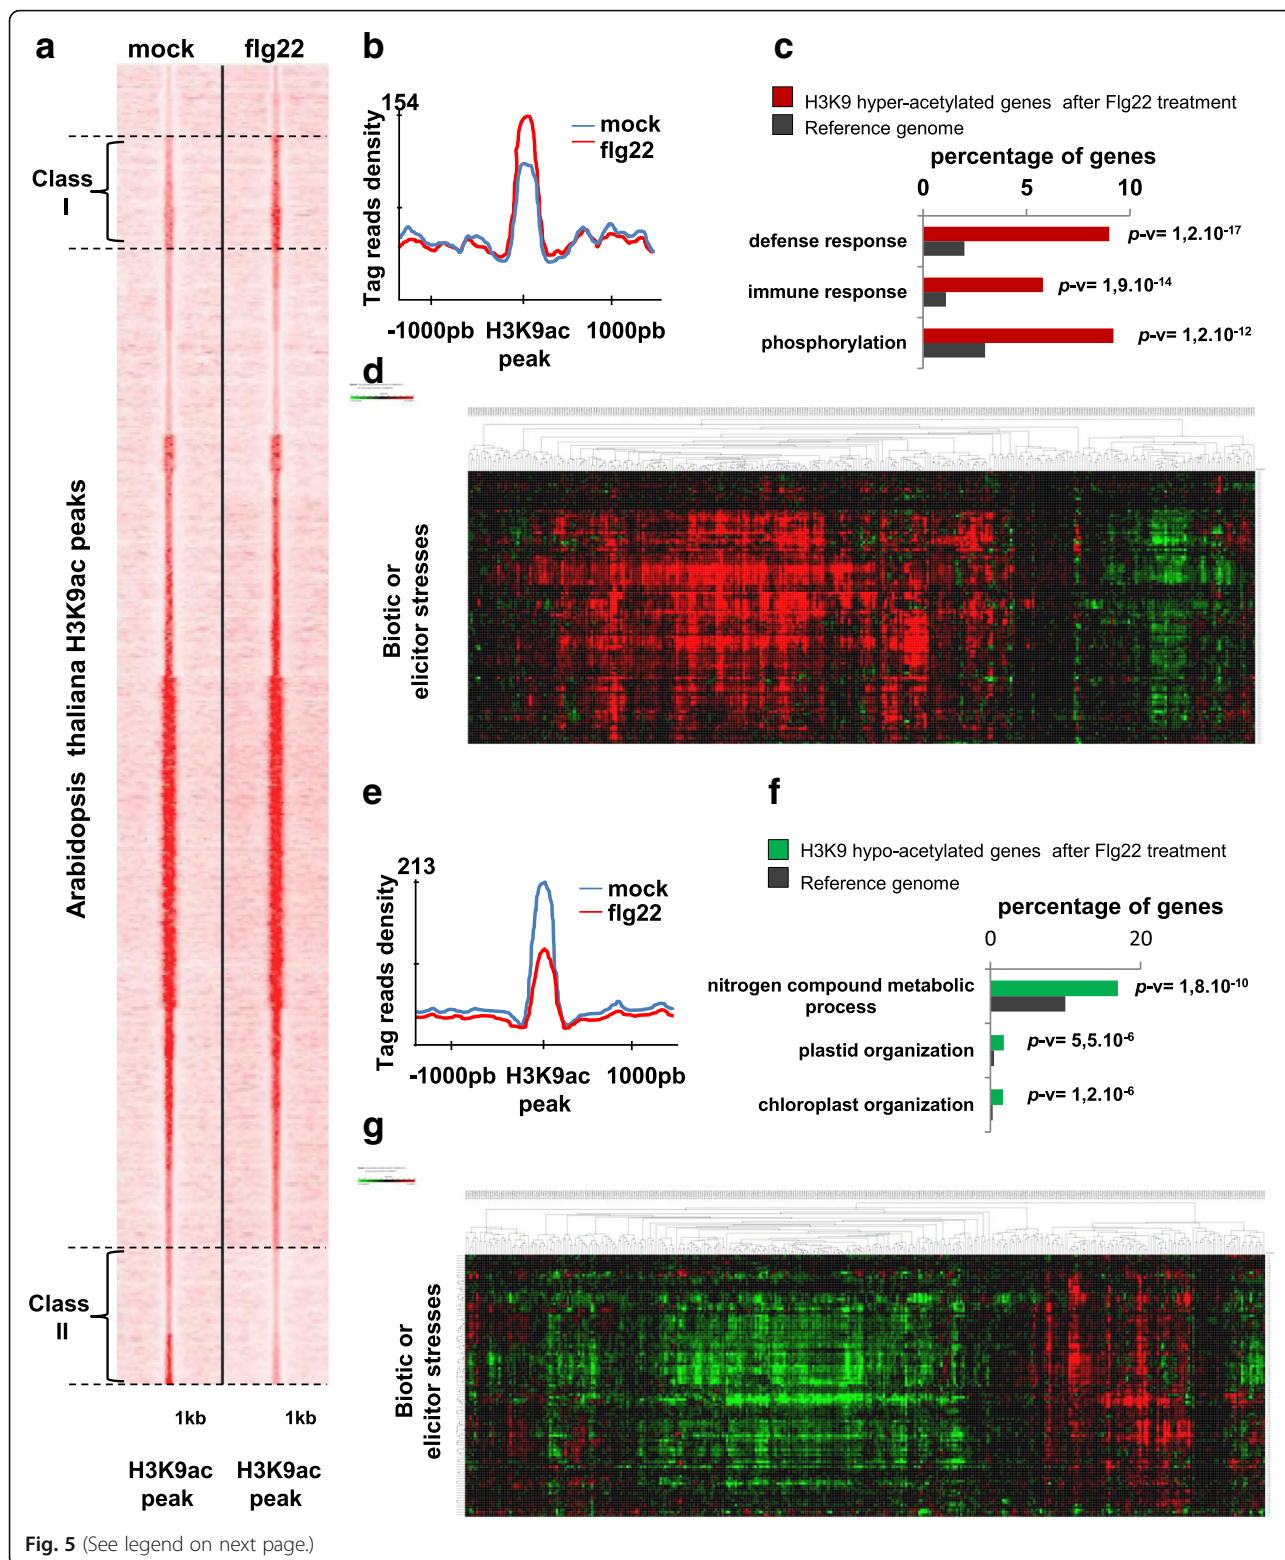 a
mock
flg22
Class
I
Arabidopsis thaliana H3K9ac peaks
Class
II
1kb
1kb
H3K9ac
peak
H3K9ac
peak
b
154
Tag reads density
mock
flg22
-1000pb
H3K9ac
peak
1000pb
c
H3K9 hyper-acetylated genes after Flg22 treatment
Reference genome
percentage of genes
0
5
10
defense response
p-v= 1,2.10-17
immune response
p-v= 1,9.10-14
phosphorylation
p-v= 1,2.10-12
d
Biotic or
elicitor stresses
e
213
Tag reads density
mock
flg22
-1000pb
H3K9ac
peak
1000pb
f
H3K9 hypo-acetylated genes after Flg22 treatment
Reference genome
percentage of genes
0
20
nitrogen compound metabolic
process
p-v= 1,8.10-10
plastid organization
p-v= 5,5.10-6
chloroplast organization
p-v= 1,2.10-6
g
Biotic or
elicitor stresses
Fig. 5 (See legend on next page.)